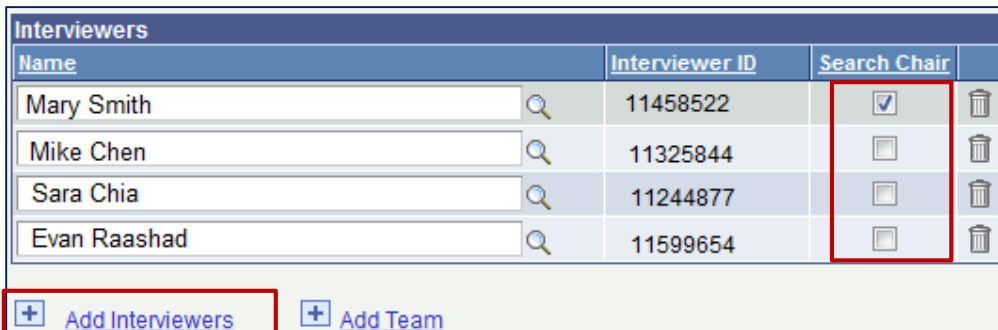 Interviewers
Name Interviewer ID Search Chair
Mary Smith 11458522
Mike Chen 11325844
Sara Chia 11244877
Evan Raashad 11599654
Add Interviewers Add Team